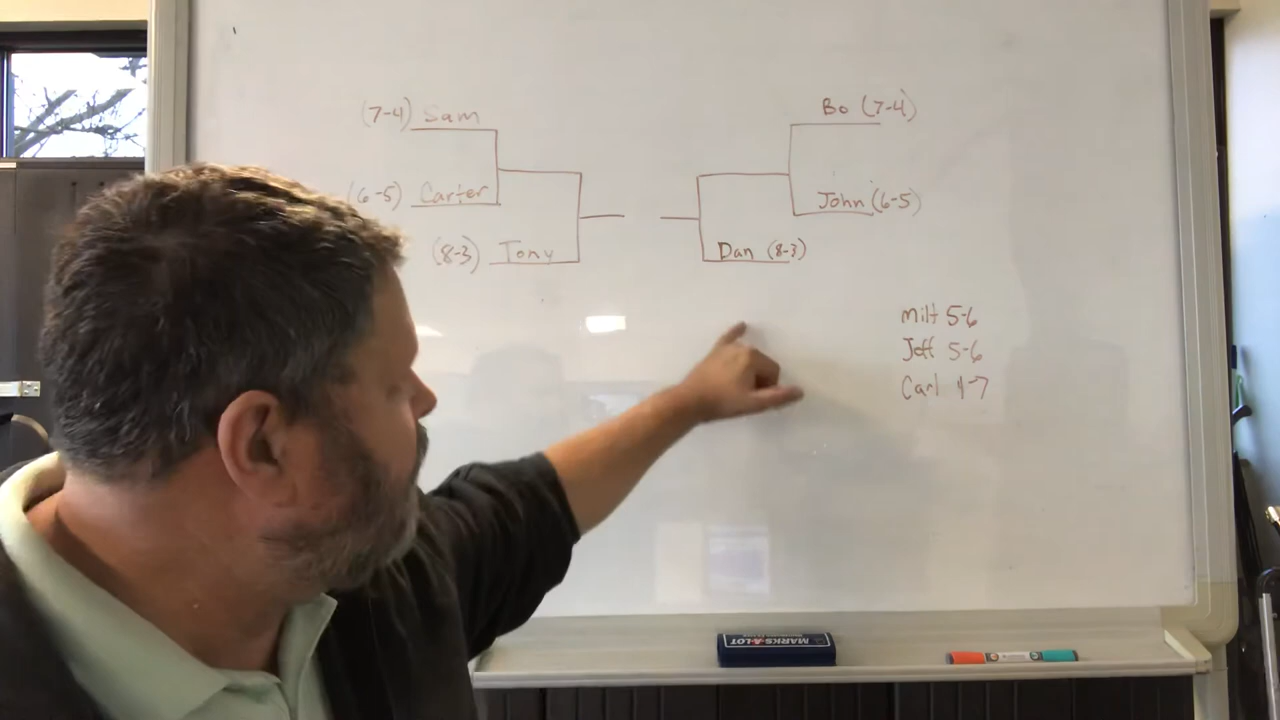 (7-4) Sam
(6-5) Carter
(8-3) Tony
Bo (7-4)
John (6-5)
Dan (8-3)
Milt 5-6
Jeff 5-6
Carl 4-7
MARKS-A-LOT